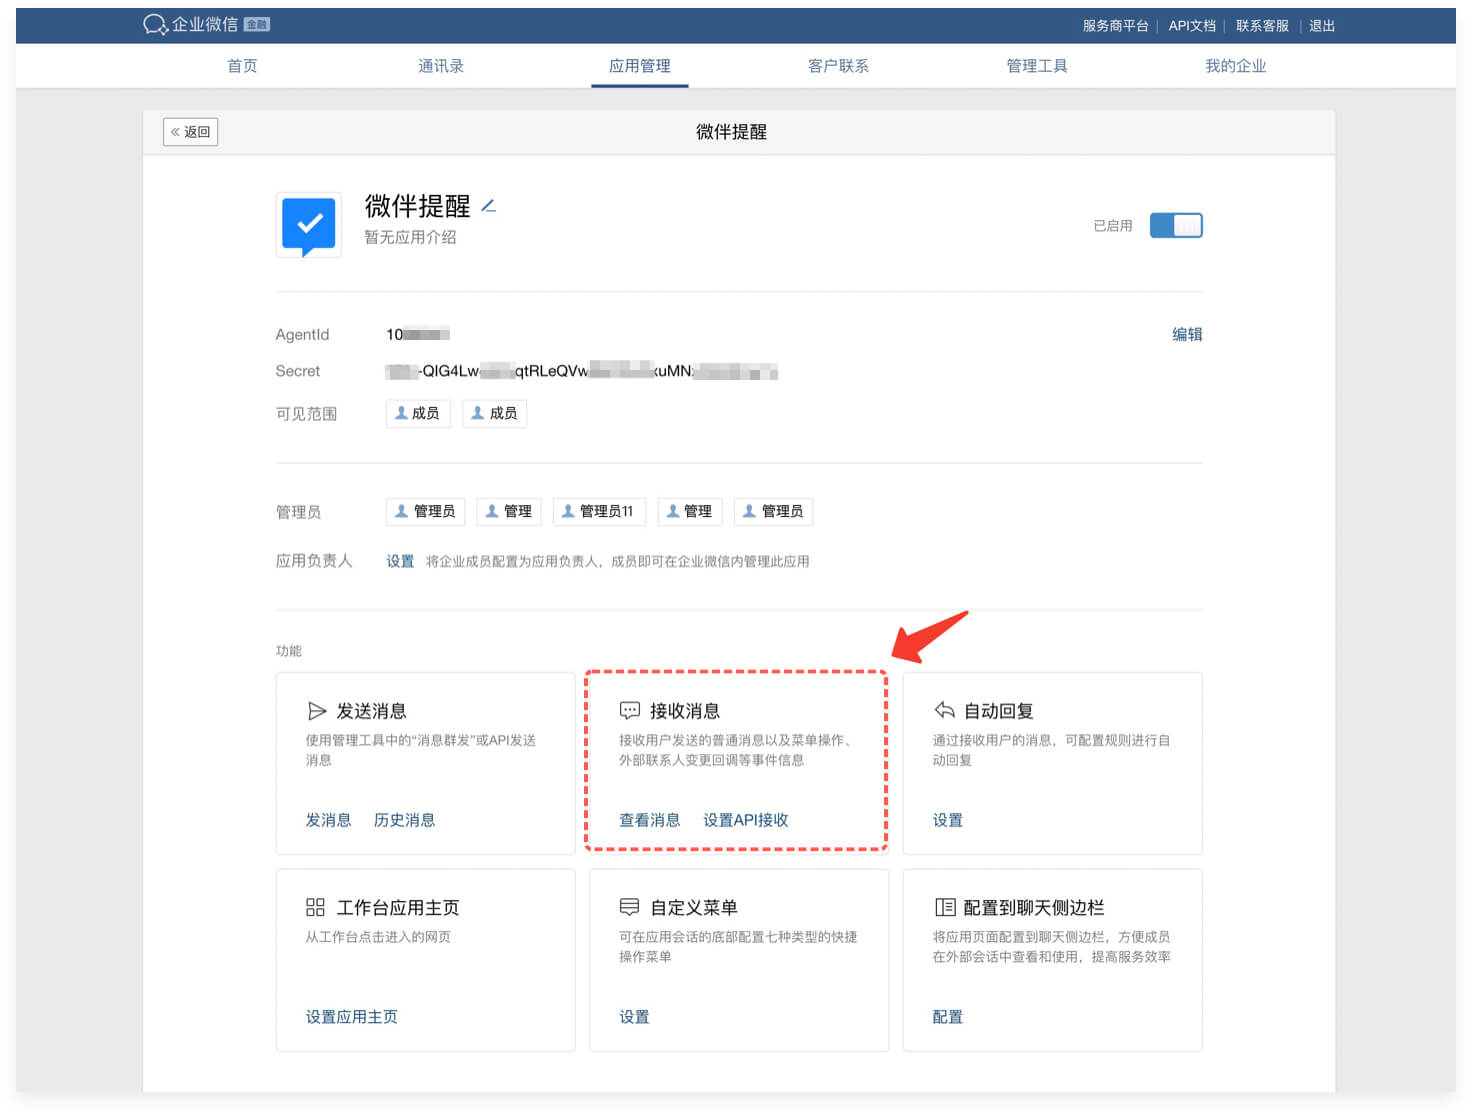 企业微信 金融
服务商平台 | API文档 | 联系客服 | 退出
首页 通讯录 应用管理 客户联系 管理工具 我的企业
« 返回 微伴提醒
微伴提醒
暂无应用介绍
已启用
AgentId 10
编辑
Secret -QIG4Lw qtRLeQVw uMN
可见范围 成员 成员
管理员 管理员 管理 管理员11 管理 管理员
应用负责人 设置 将企业成员配置为应用负责人，成员即可在企业微信内管理此应用
功能
发送消息
使用管理工具中的“消息群发”或API发送
消息
发消息 历史消息
接收消息
接收用户发送的普通消息以及菜单操作、
外部联系人变更回调等事件信息
查看消息 设置API接收
自动回复
通过接收用户的消息，可配置规则进行自
动回复
设置
工作台应用主页
从工作台点击进入的网页
设置应用主页
自定义菜单
可在应用会话的底部配置七种类型的快捷
操作菜单
设置
配置到聊天侧边栏
将应用页面配置到聊天侧边栏，方便成员
在外部会话中查看和使用，提高服务效率
配置